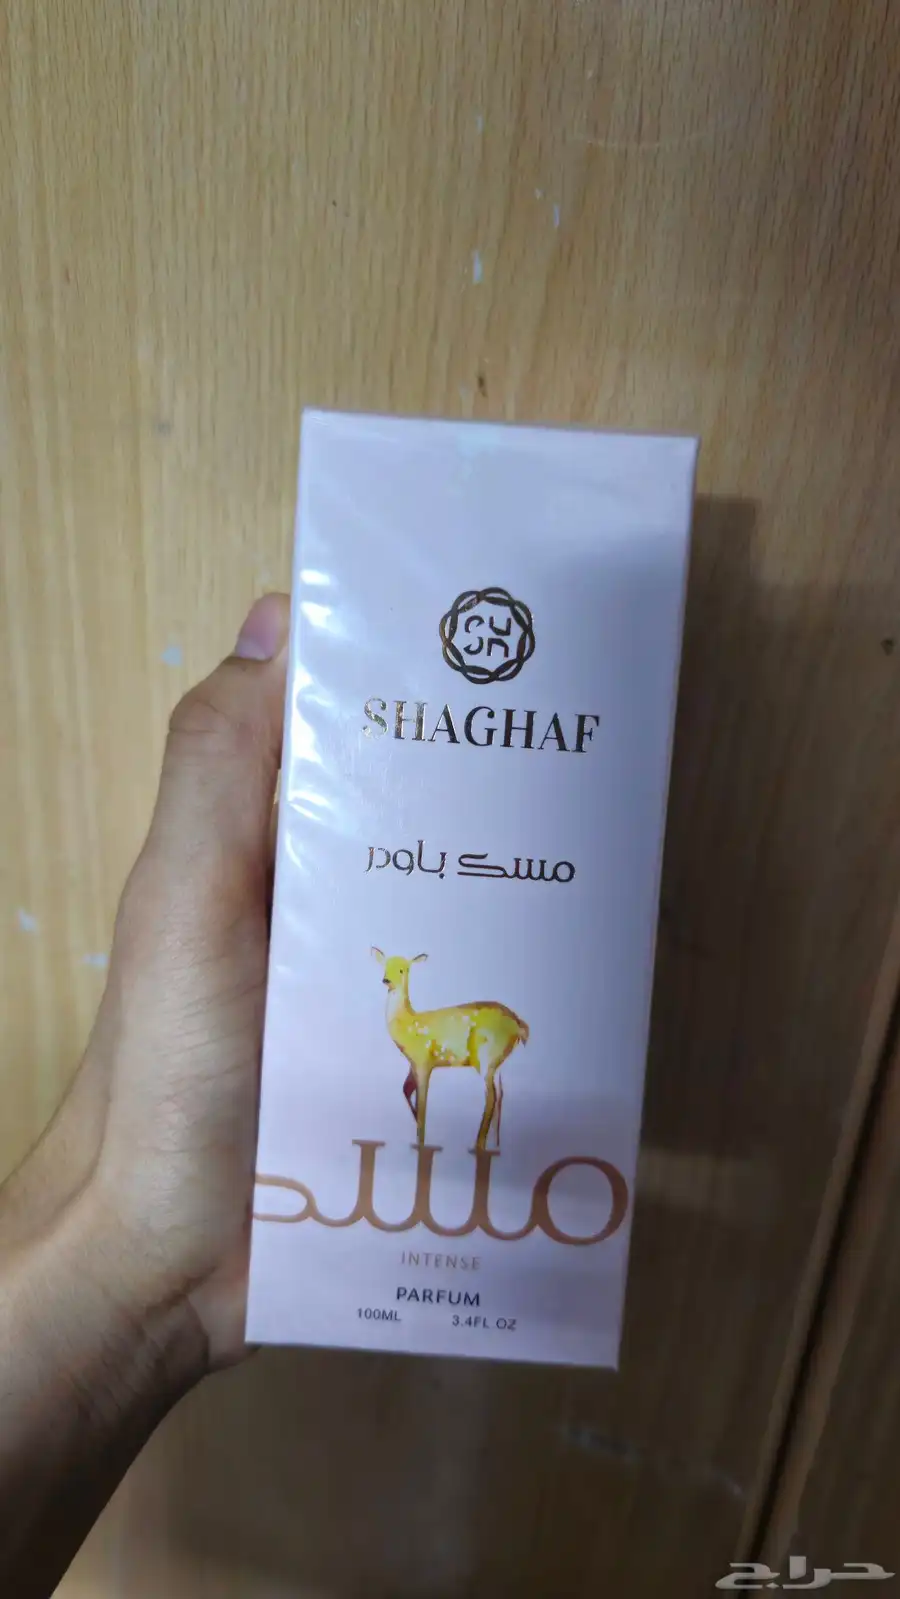 SHAGHAF
مسك باودر
مسك
INTENSE
PARFUM
100ML 3.4FL OZ
حراج